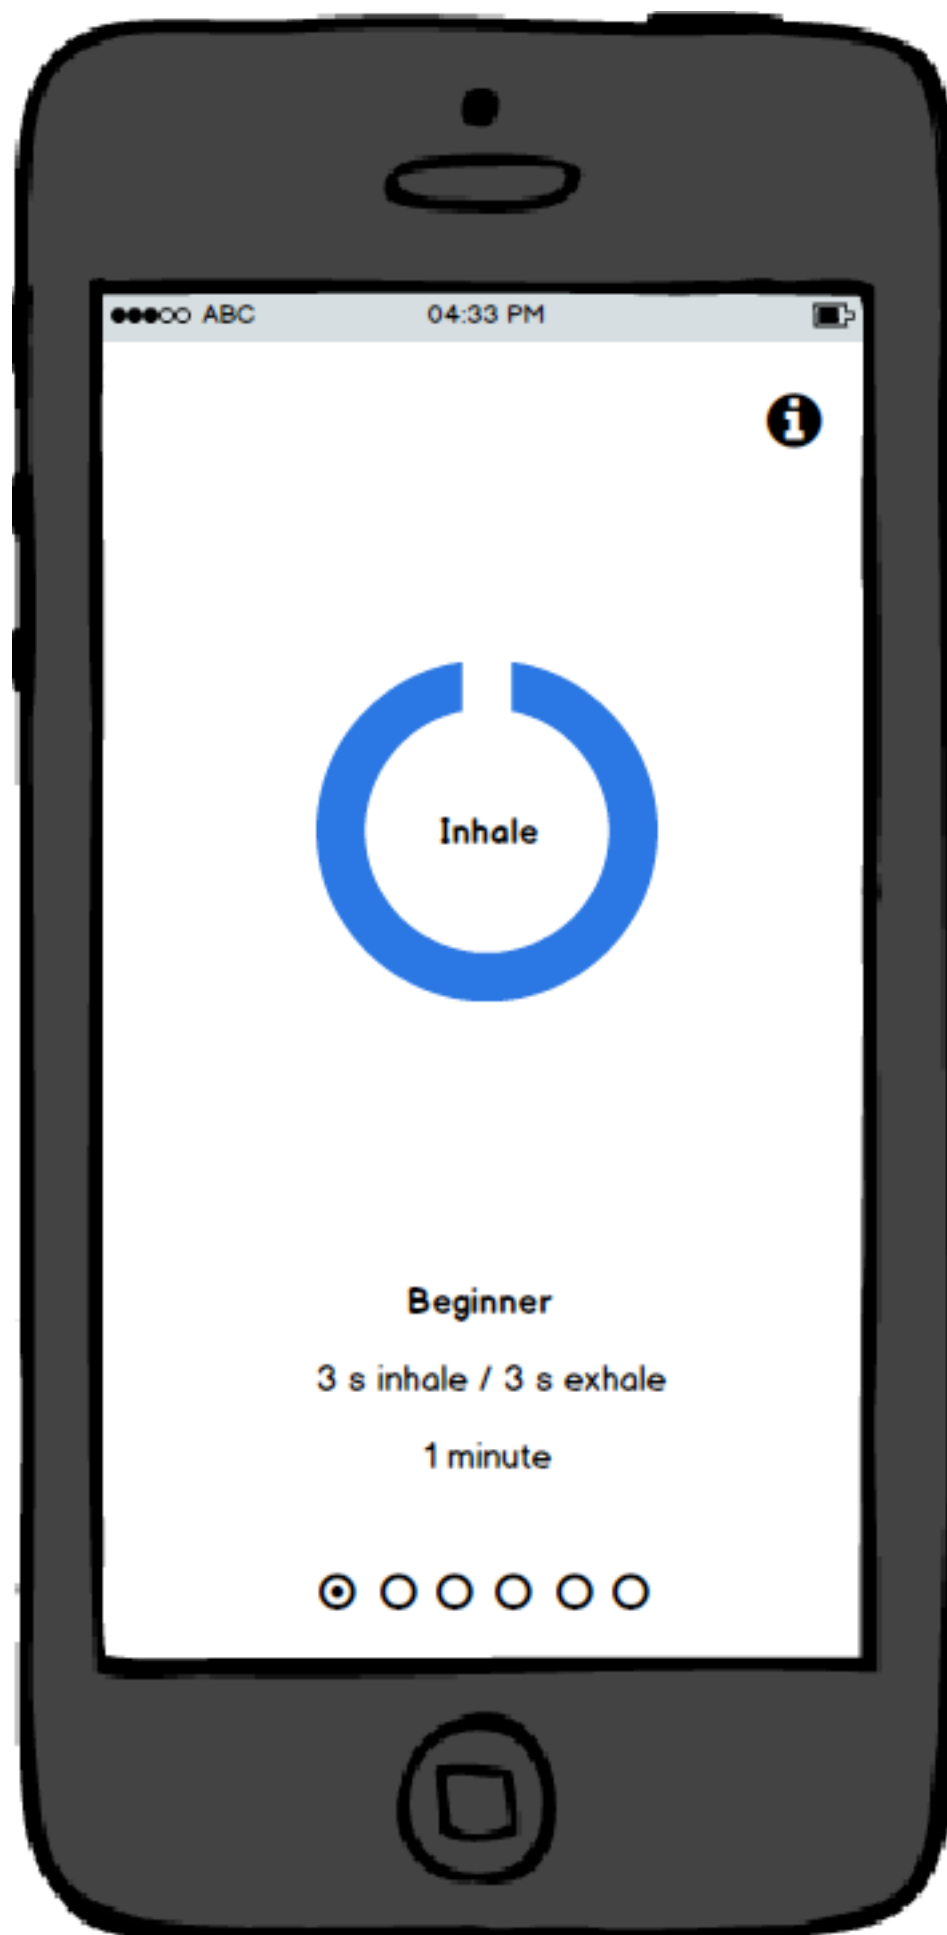 ABC 04:33 PM
i
Inhale
Beginner
3 s inhale / 3 s exhale
1 minute